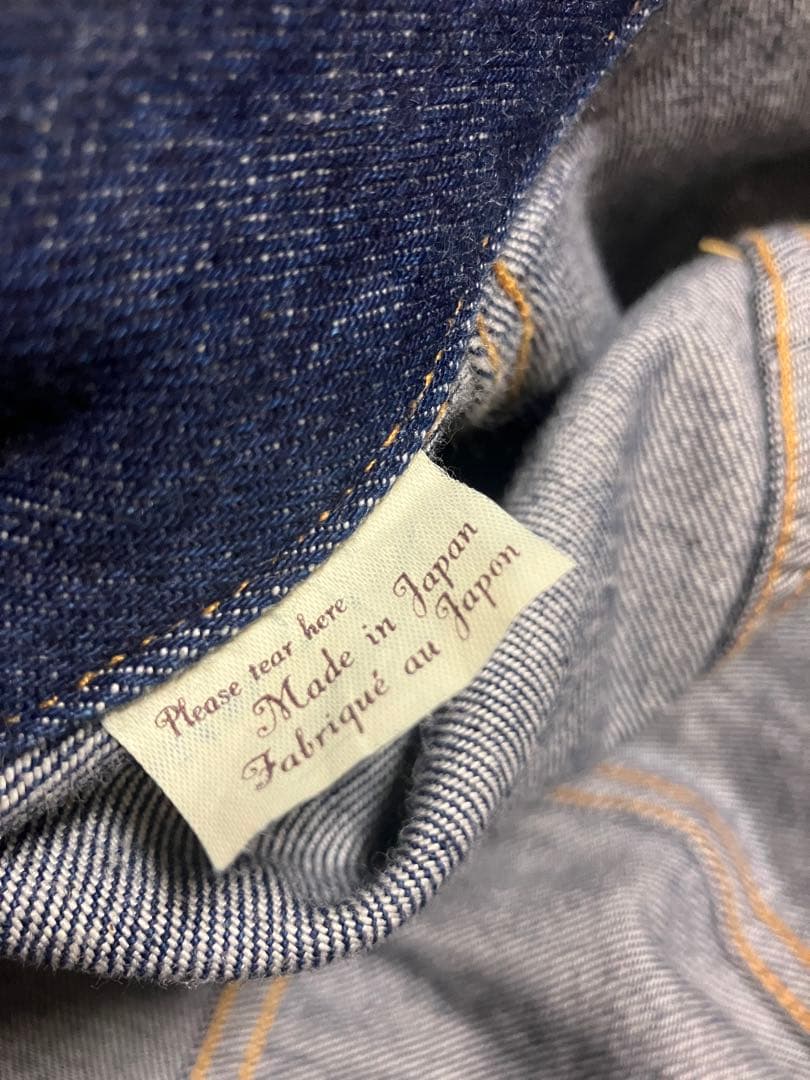 Please tear here
Made in Japan
Fabriqué au Japon